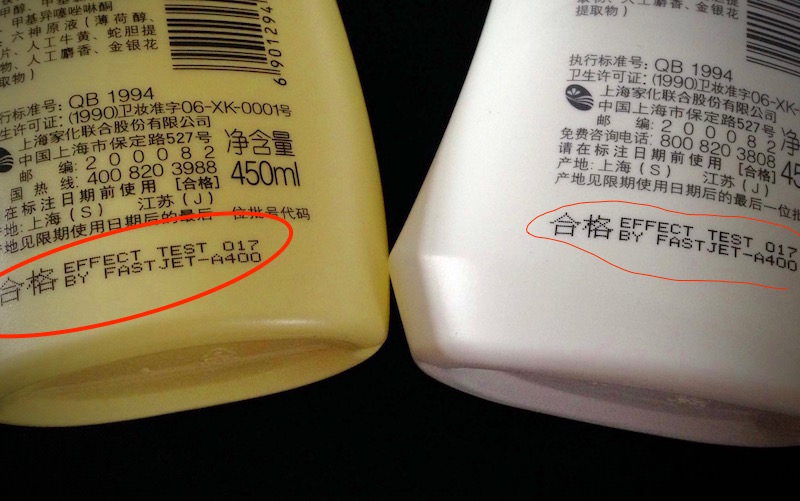 甲基异噻唑啉酮
六神原液(薄荷醇、
片、人工牛黄、蛇胆提
取物)、人工麝香、金银花
6 901294
行标准号: QB 1994
生许可证: (1990)卫妆准字06-XK-0001号
上海家化联合股份有限公司
中国上海市保定路527号
邮 编: 200082
国 热 线: 400 820 3988
在标注日期前使用 [合格]
地: 上海(S) 江苏(J)
地见限期使用日期后的最后一位批号代码
净含量
450ml
合格 EFFECT TEST 017
BY FASTJET-A400
人工麝香、金银花
提取物)
执行标准号: QB 1994
卫生许可证: (1990)卫妆准字06-X
上海家化联合股份有限公司
中国上海市保定路527号
邮 编: 200082
免费咨询电话: 800 820 3808
请在标注日期前使用 [合格]
产地: 上海(S) 江苏(J)
产地见限期使用日期后的最后一位批
净
45
合格 EFFECT TEST 017
BY FASTJET-A400